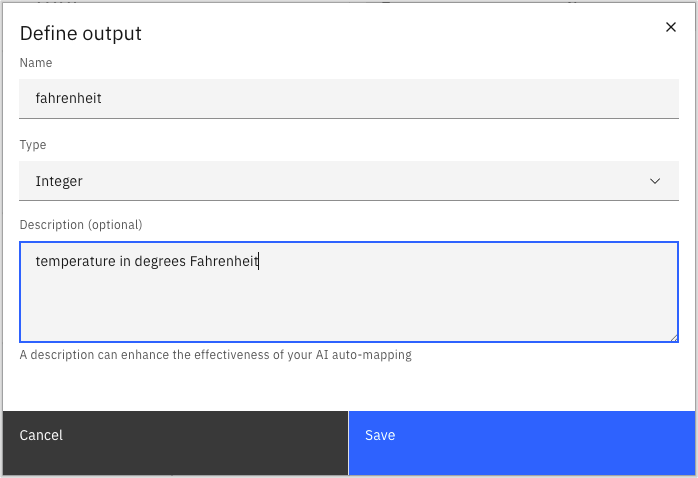 Define output
Name
fahrenheit
Type
Integer
Description (optional)
temperature in degrees Fahrenheit
A description can enhance the effectiveness of your AI auto-mapping
Cancel
Save